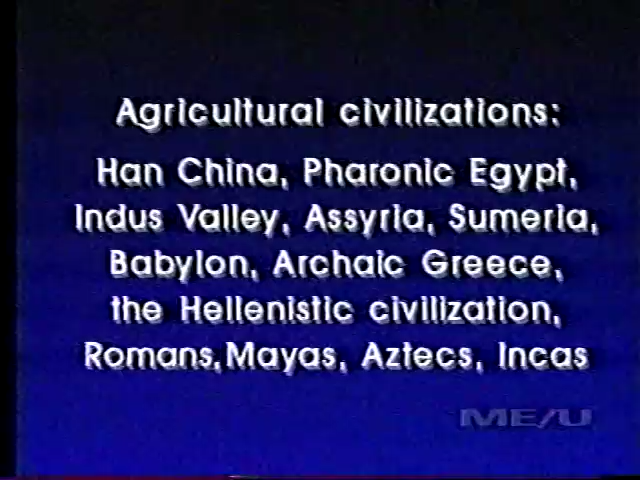 Agricultural civilizations:
Han China, Pharonic Egypt,
Indus Valley, Assyria, Sumeria,
Babylon, Archaic Greece,
the Hellenistic civilization,
Romans, Mayas, Aztecs, Incas
ME/U